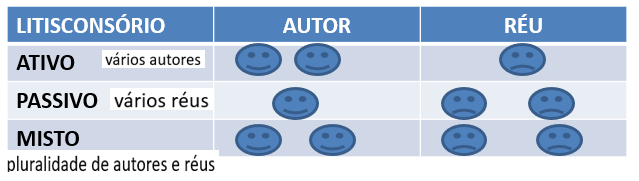 LITISCONSÓRIO AUTOR RÉU
ATIVO vários autores
PASSIVO vários réus
MISTO
pluralidade de autores e réus